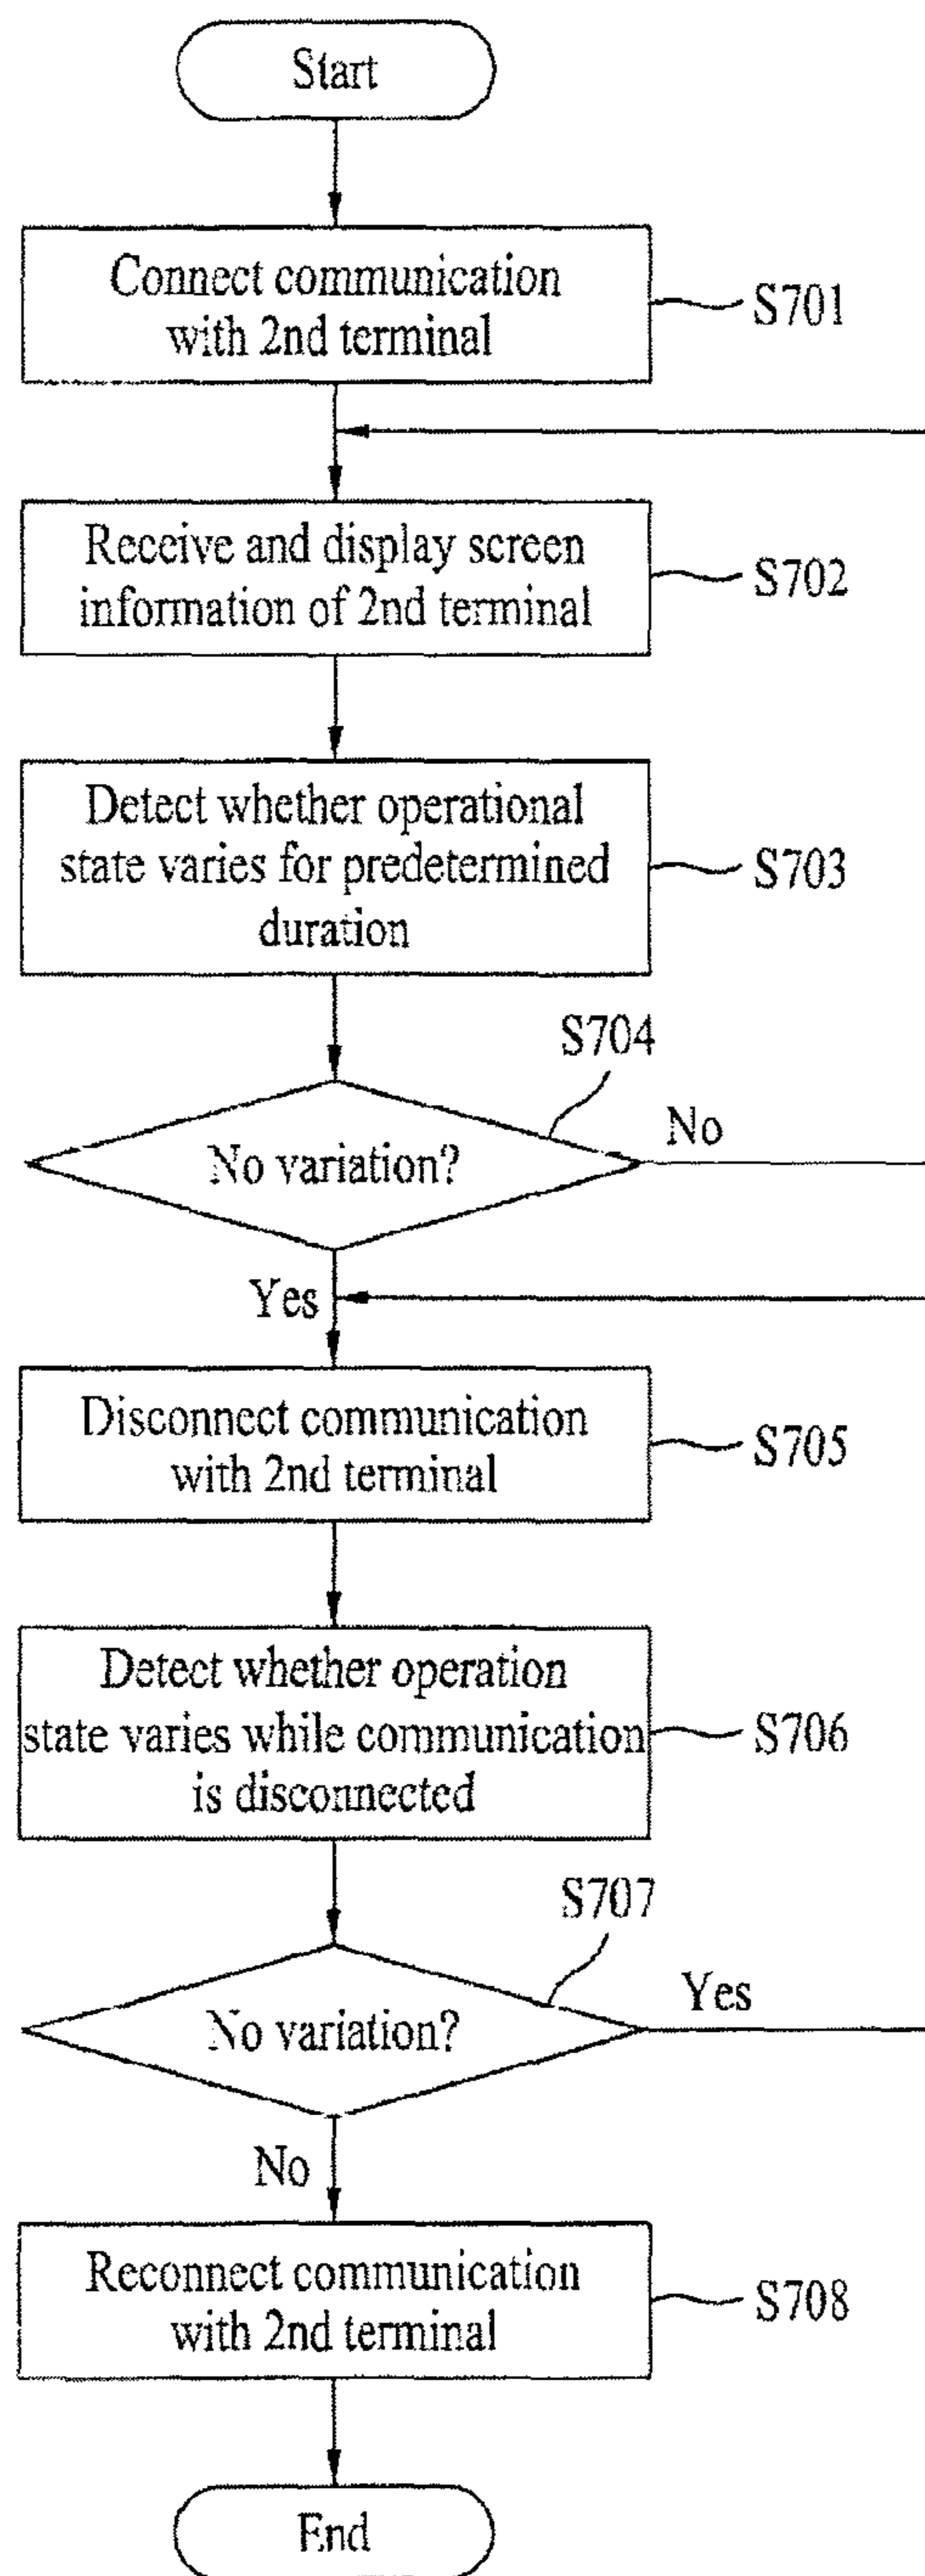 Start
Connect communication
with 2nd terminal
S701
Receive and display screen
information of 2nd terminal
S702
Detect whether operational
state varies for predetermined
duration
S703
S704
No variation?
No
Yes
Disconnect communication
with 2nd terminal
S705
Detect whether operation
state varies while communication
is disconnected
S706
S707
No variation?
Yes
No
Reconnect communication
with 2nd terminal
S708
End